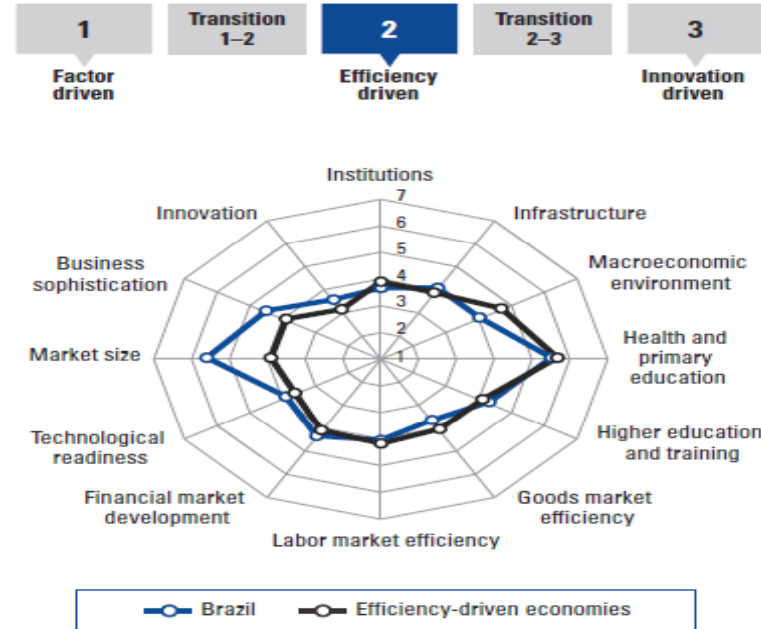 1
Transition
1–2
2
Transition
2–3
3
Factor
driven
Efficiency
driven
Innovation
driven
Institutions
7
6
5
4
3
2
1
Infrastructure
Macroeconomic
environment
Health and
primary
education
Higher education
and training
Goods market
efficiency
Labor market efficiency
Financial market
development
Technological
readiness
Market size
Business
sophistication
Innovation
Brazil
Efficiency-driven economies